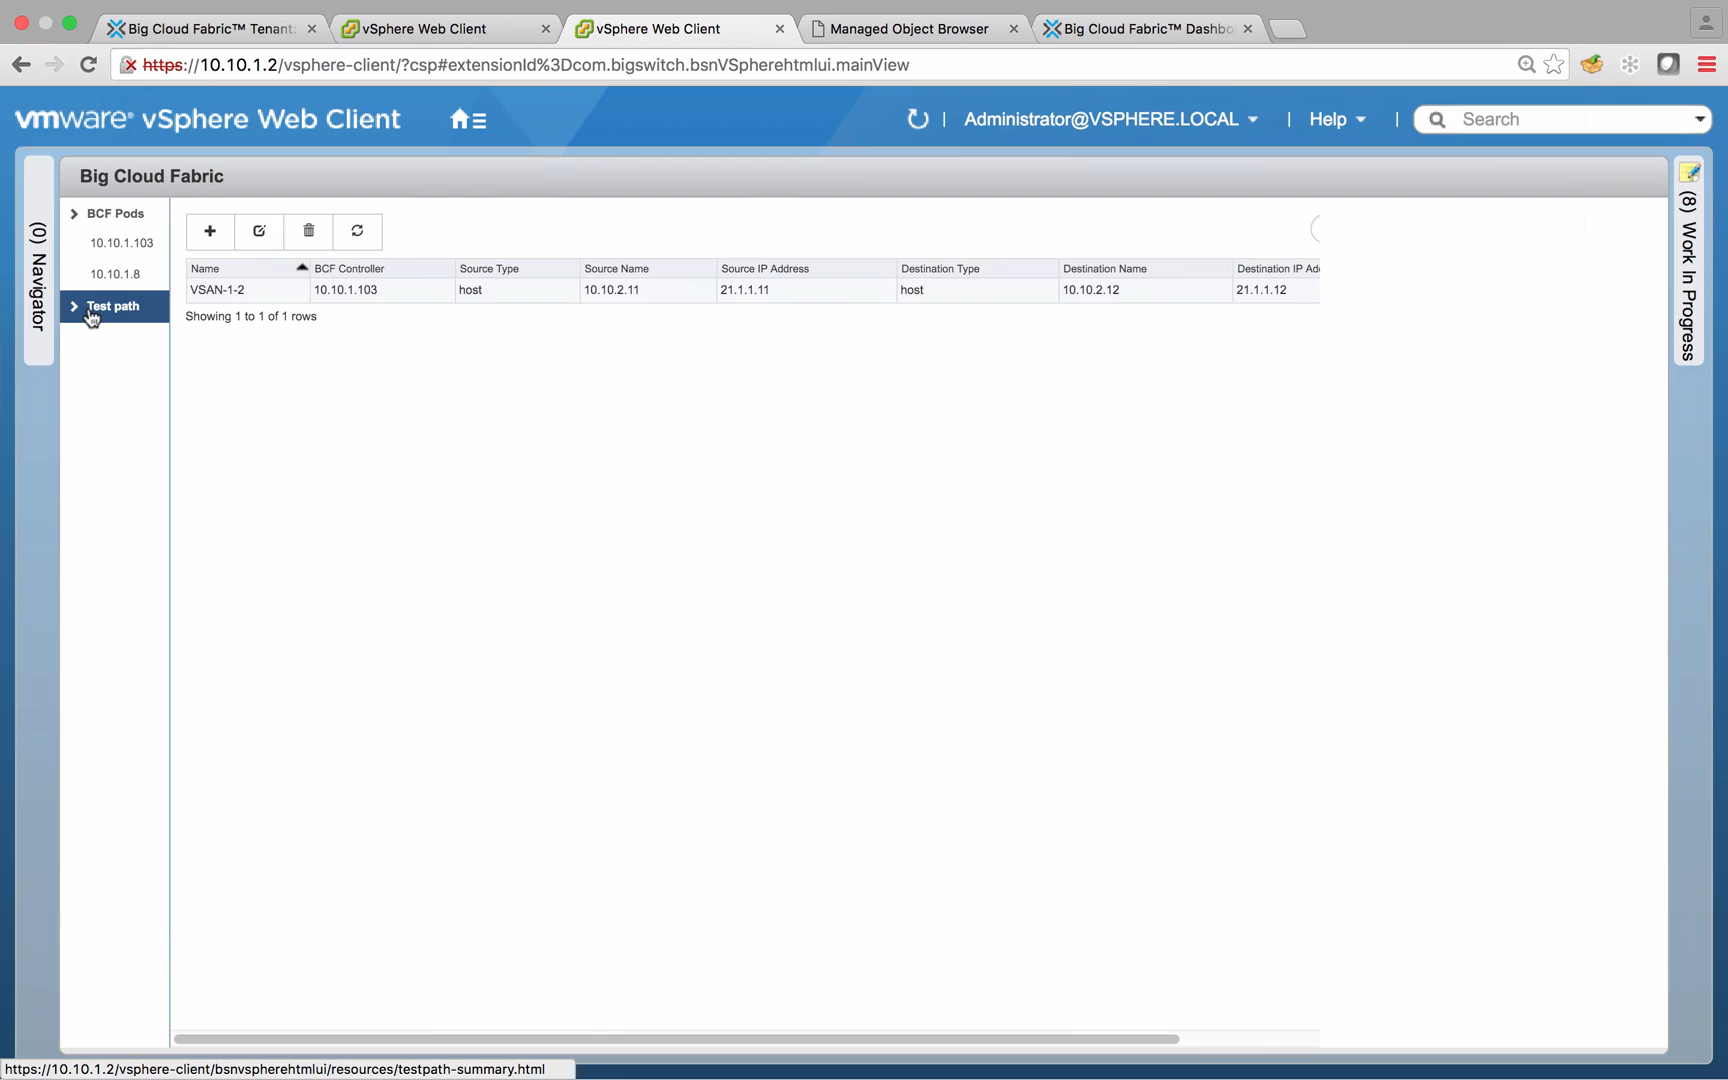 Big Cloud Fabric™ Tenant:
vSphere Web Client
vSphere Web Client
Managed Object Browser
Big Cloud Fabric™ Dashbo
https://10.10.1.2/vsphere-client/?csp#extensionId%3Dcom.bigswitch.bsnVSpherehtmlui.mainView
vmware® vSphere Web Client
Administrator@VSPHERE.LOCAL
Help
Search
(0) Navigator
Big Cloud Fabric
(8) Work In Progress
BCF Pods
10.10.1.103
10.10.1.8
Test path
Name BCF Controller Source Type Source Name Source IP Address Destination Type Destination Name Destination IP Ad
VSAN-1-2 10.10.1.103 host 10.10.2.11 21.1.1.11 host 10.10.2.12 21.1.1.12
Showing 1 to 1 of 1 rows
https://10.10.1.2/vsphere-client/bsnvspherehtmlui/resources/testpath-summary.html